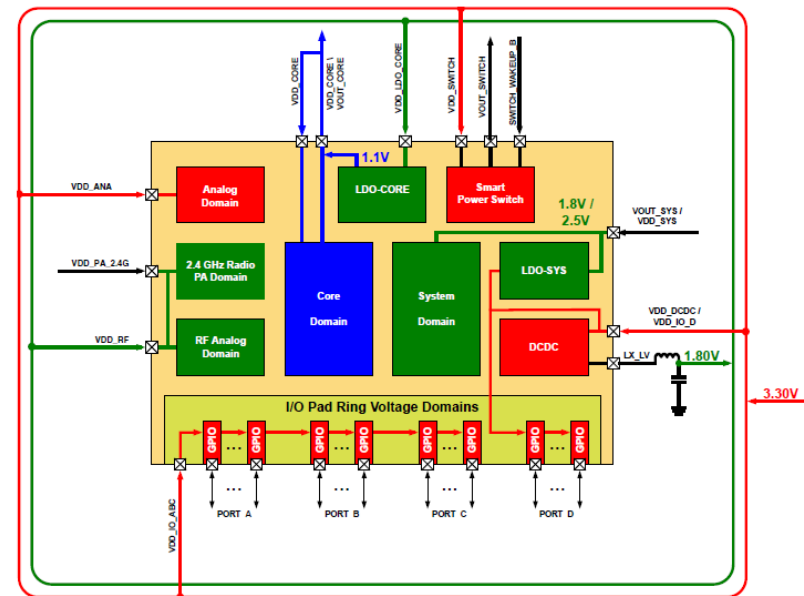 VDD_CORE
VDD_CORE \
VOUT_CORE
VDD_LDO_CORE
VDD_SWITCH
VOUT_SWITCH
SWITCH_WAKEUP_B
1.1V
VDD_ANA
Analog
Domain
LDO-CORE
Smart
Power Switch
1.8V /
2.5V
VOUT_SYS /
VDD_SYS
VDD_PA_2.4G
2.4 GHz Radio
PA Domain
Core
Domain
System
Domain
LDO-SYS
VDD_DCDC /
VDD_IO_D
VDD_RF
RF Analog
Domain
DCDC
LX_LV
1.80V
3.30V
I/O Pad Ring Voltage Domains
GPIO ... GPIO GPIO ... GPIO GPIO ... GPIO GPIO ... GPIO
... ... ... ...
PORT A PORT B PORT C PORT D
VDD_IO_ABC